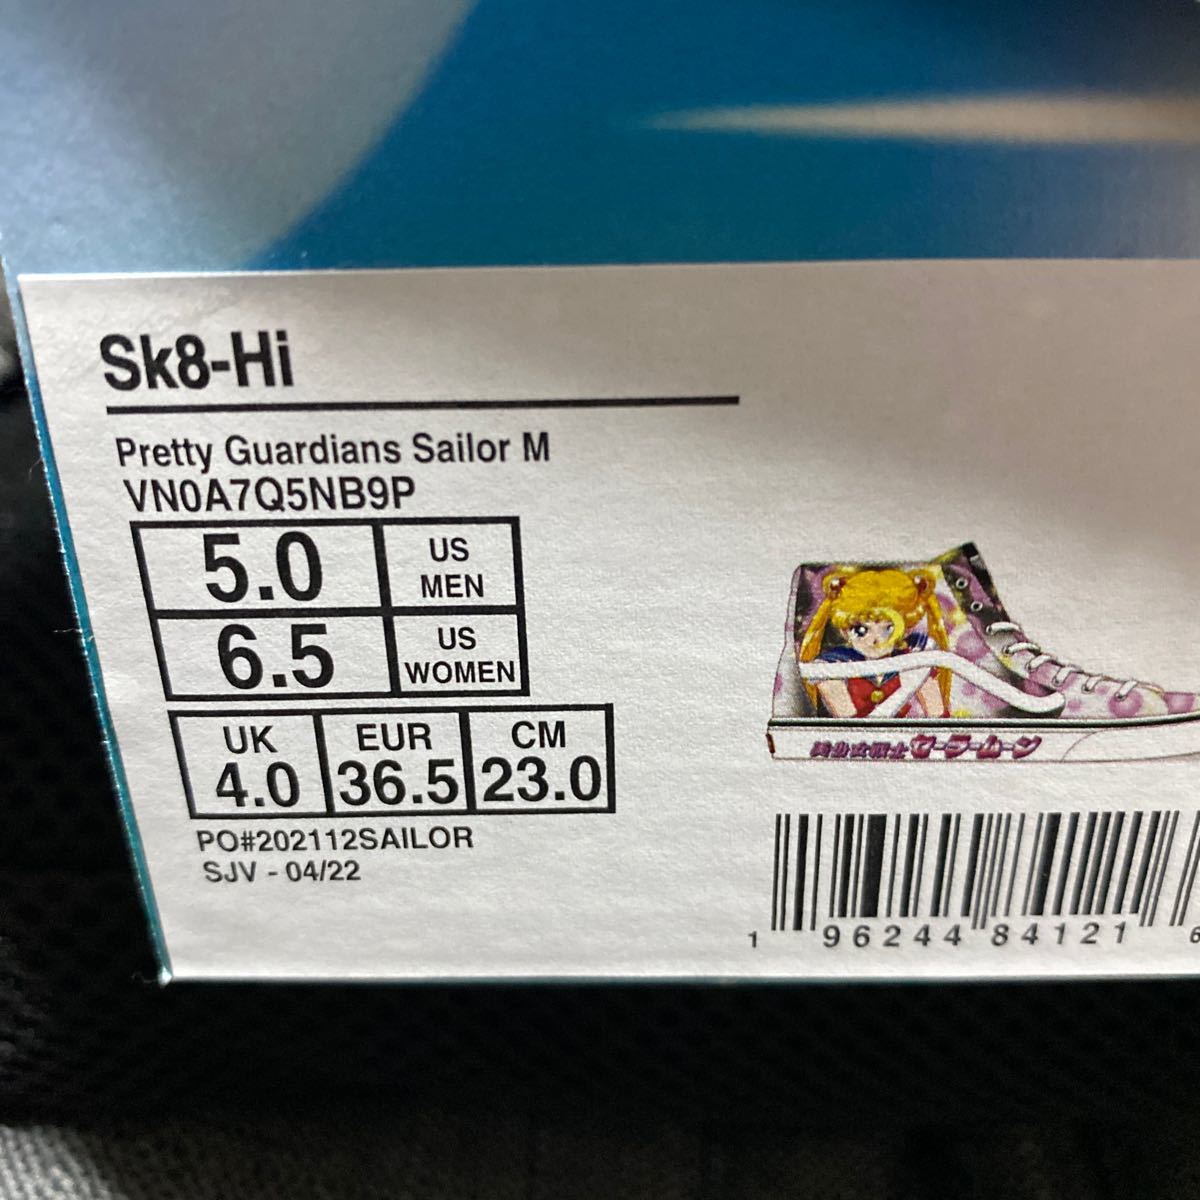 Sk8-Hi
Pretty Guardians Sailor M
VN0A7Q5NB9P
5.0 US MEN
6.5 US WOMEN
UK EUR CM
4.0 36.5 23.0
PO#202112SAILOR
SJV - 04/22
美少女戦士セーラームーン
1 96244 84121 6